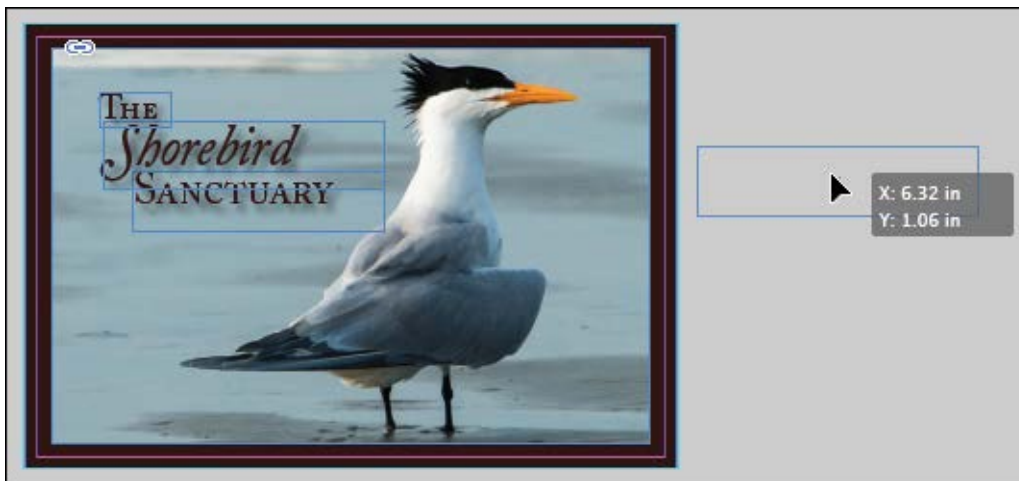 The
Shorebird
Sanctuary
X: 6.32 in
Y: 1.06 in